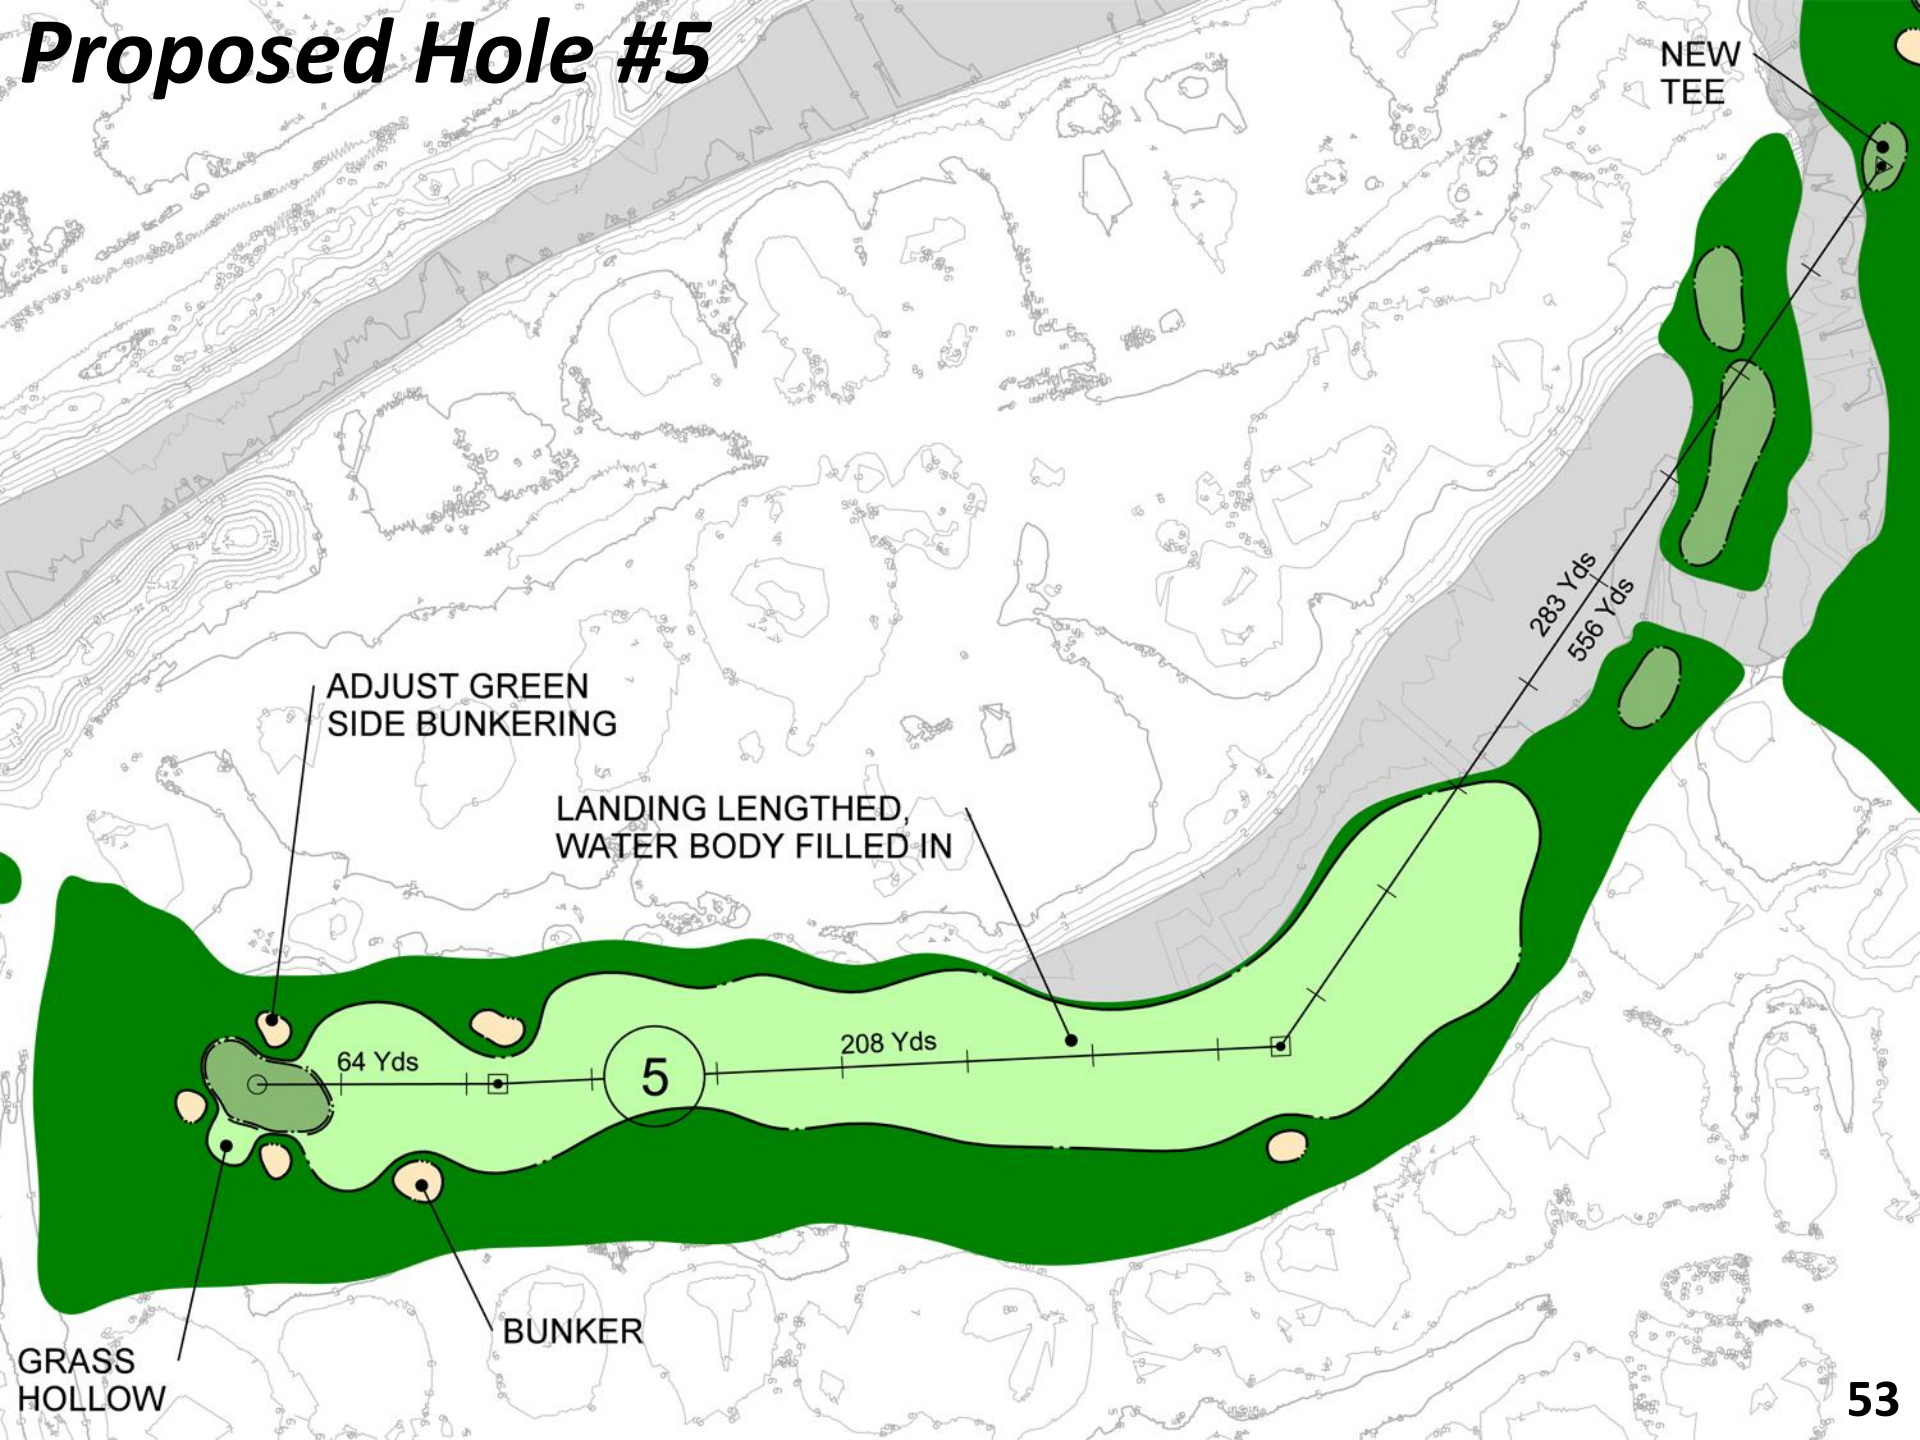 Proposed Hole #5
NEW
TEE
283 Yds
556 Yds
ADJUST GREEN
SIDE BUNKERING
LANDING LENGTHED,
WATER BODY FILLED IN
64 Yds
5
208 Yds
BUNKER
GRASS
HOLLOW
53